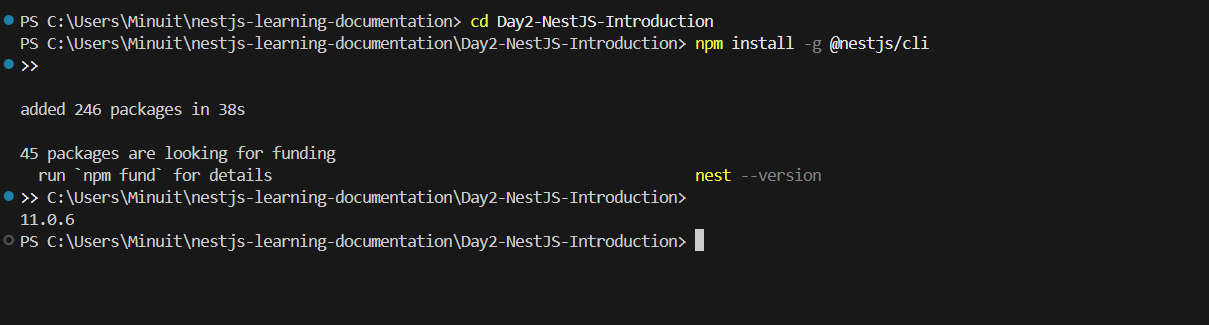 PS C:\Users\Minuit\nestjs-learning-documentation> cd Day2-NestJS-Introduction
PS C:\Users\Minuit\nestjs-learning-documentation\Day2-NestJS-Introduction> npm install -g @nestjs/cli
>>
added 246 packages in 38s
45 packages are looking for funding
run `npm fund` for details nest --version
>> C:\Users\Minuit\nestjs-learning-documentation\Day2-NestJS-Introduction>
11.0.6
PS C:\Users\Minuit\nestjs-learning-documentation\Day2-NestJS-Introduction>